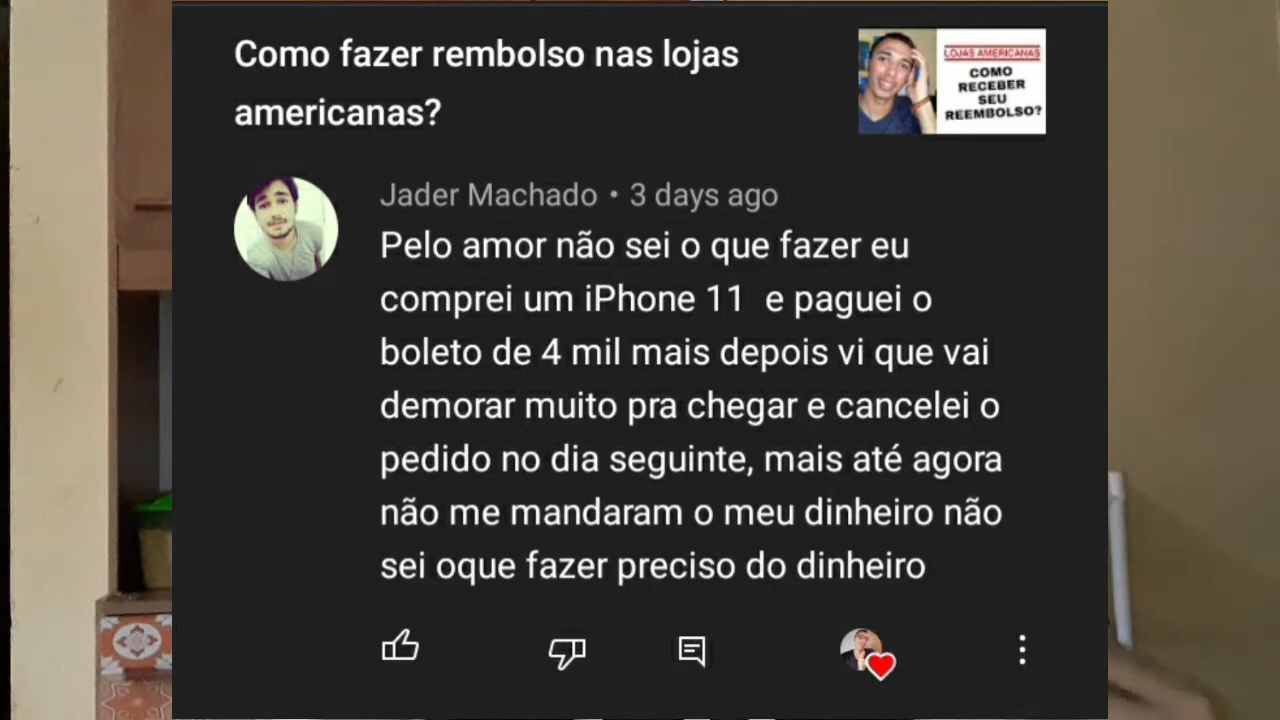 Como fazer rembolso nas lojas
americanas?
LOJAS AMERICANAS
COMO
RECEBER
SEU
REEMBOLSO?
Jader Machado • 3 days ago
Pelo amor não sei o que fazer eu
comprei um iPhone 11 e paguei o
boleto de 4 mil mais depois vi que vai
demorar muito pra chegar e cancelei o
pedido no dia seguinte, mais até agora
não me mandaram o meu dinheiro não
sei oque fazer preciso do dinheiro